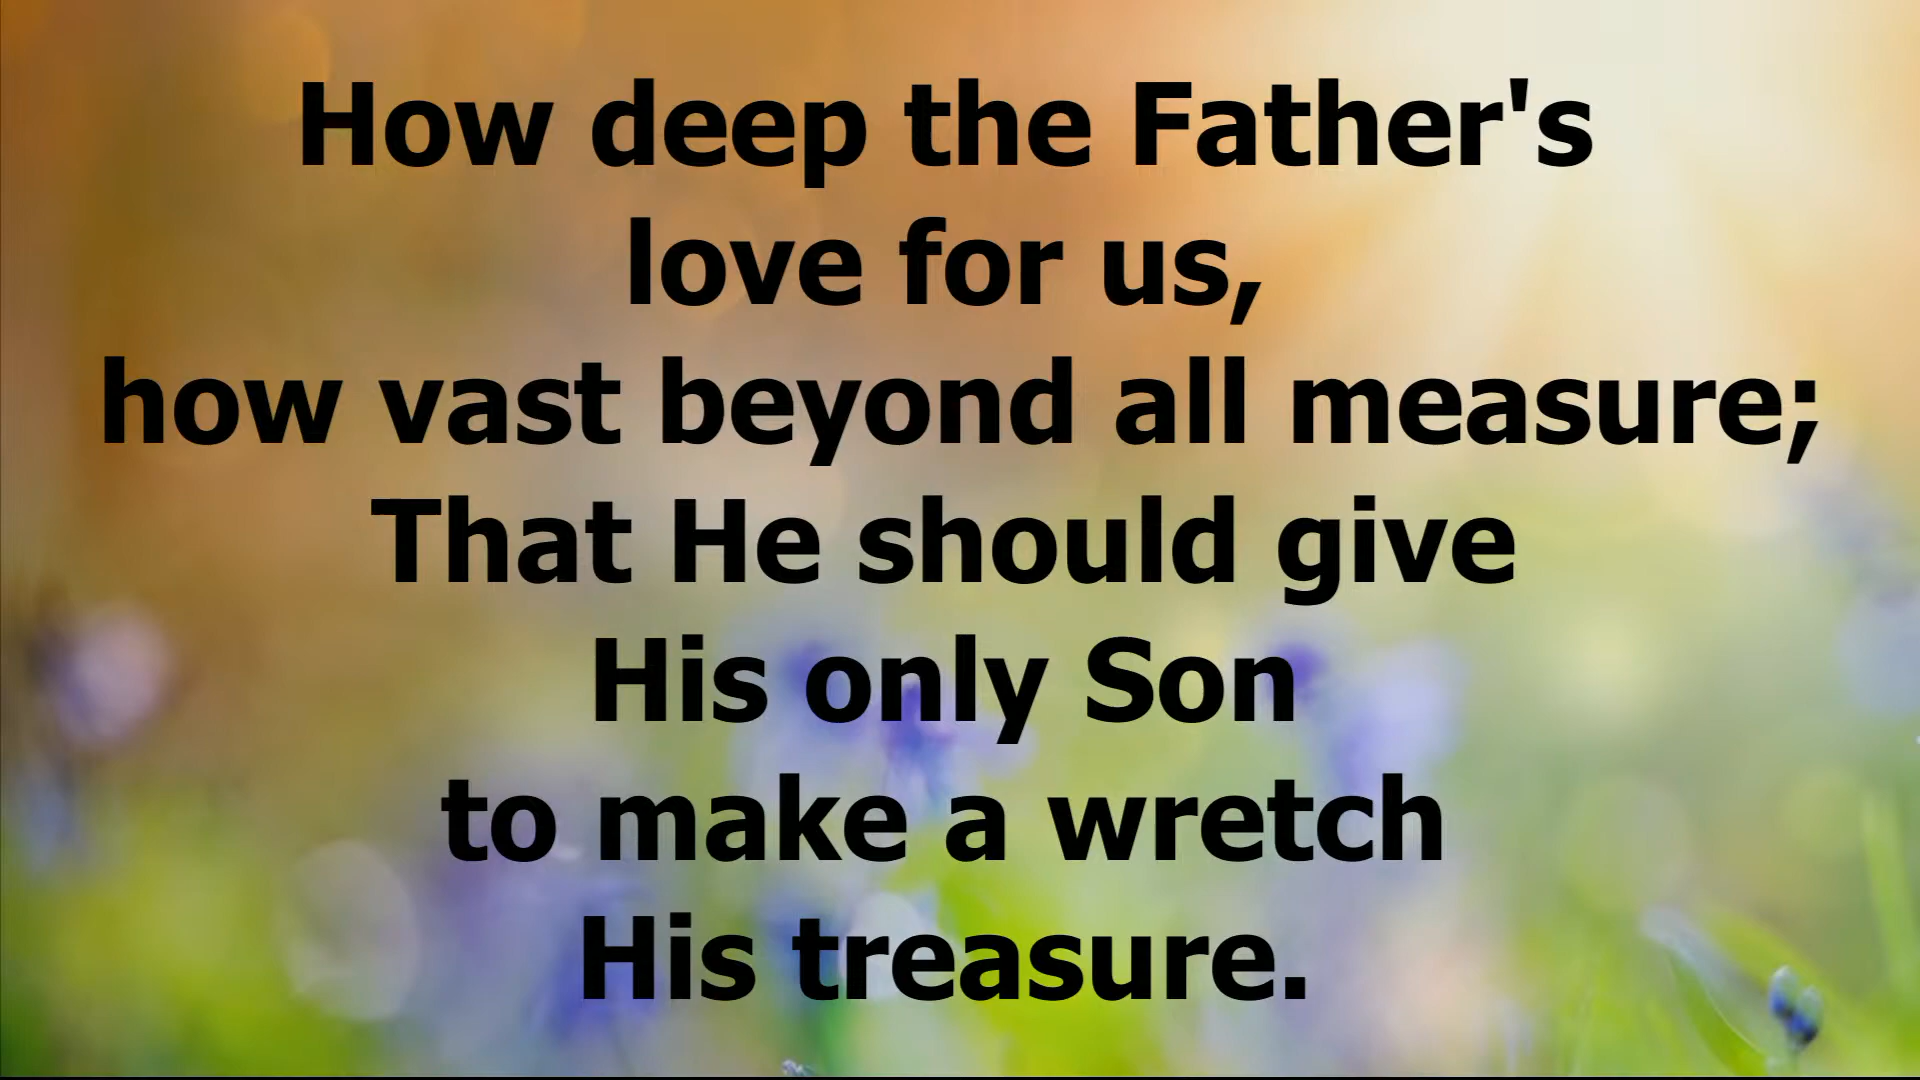 How deep the Father's
love for us,
how vast beyond all measure;
That He should give
His only Son
to make a wretch
His treasure.